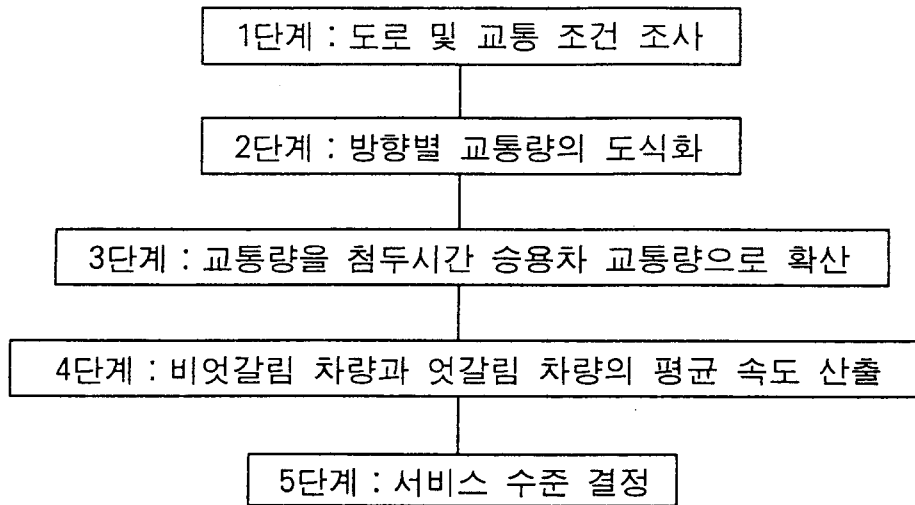 1단계 : 도로 및 교통 조건 조사
2단계 : 방향별 교통량의 도식화
3단계 : 교통량을 첨두시간 승용차 교통량으로 확산
4단계 : 비엇갈림 차량과 엇갈림 차량의 평균 속도 산출
5단계 : 서비스 수준 결정